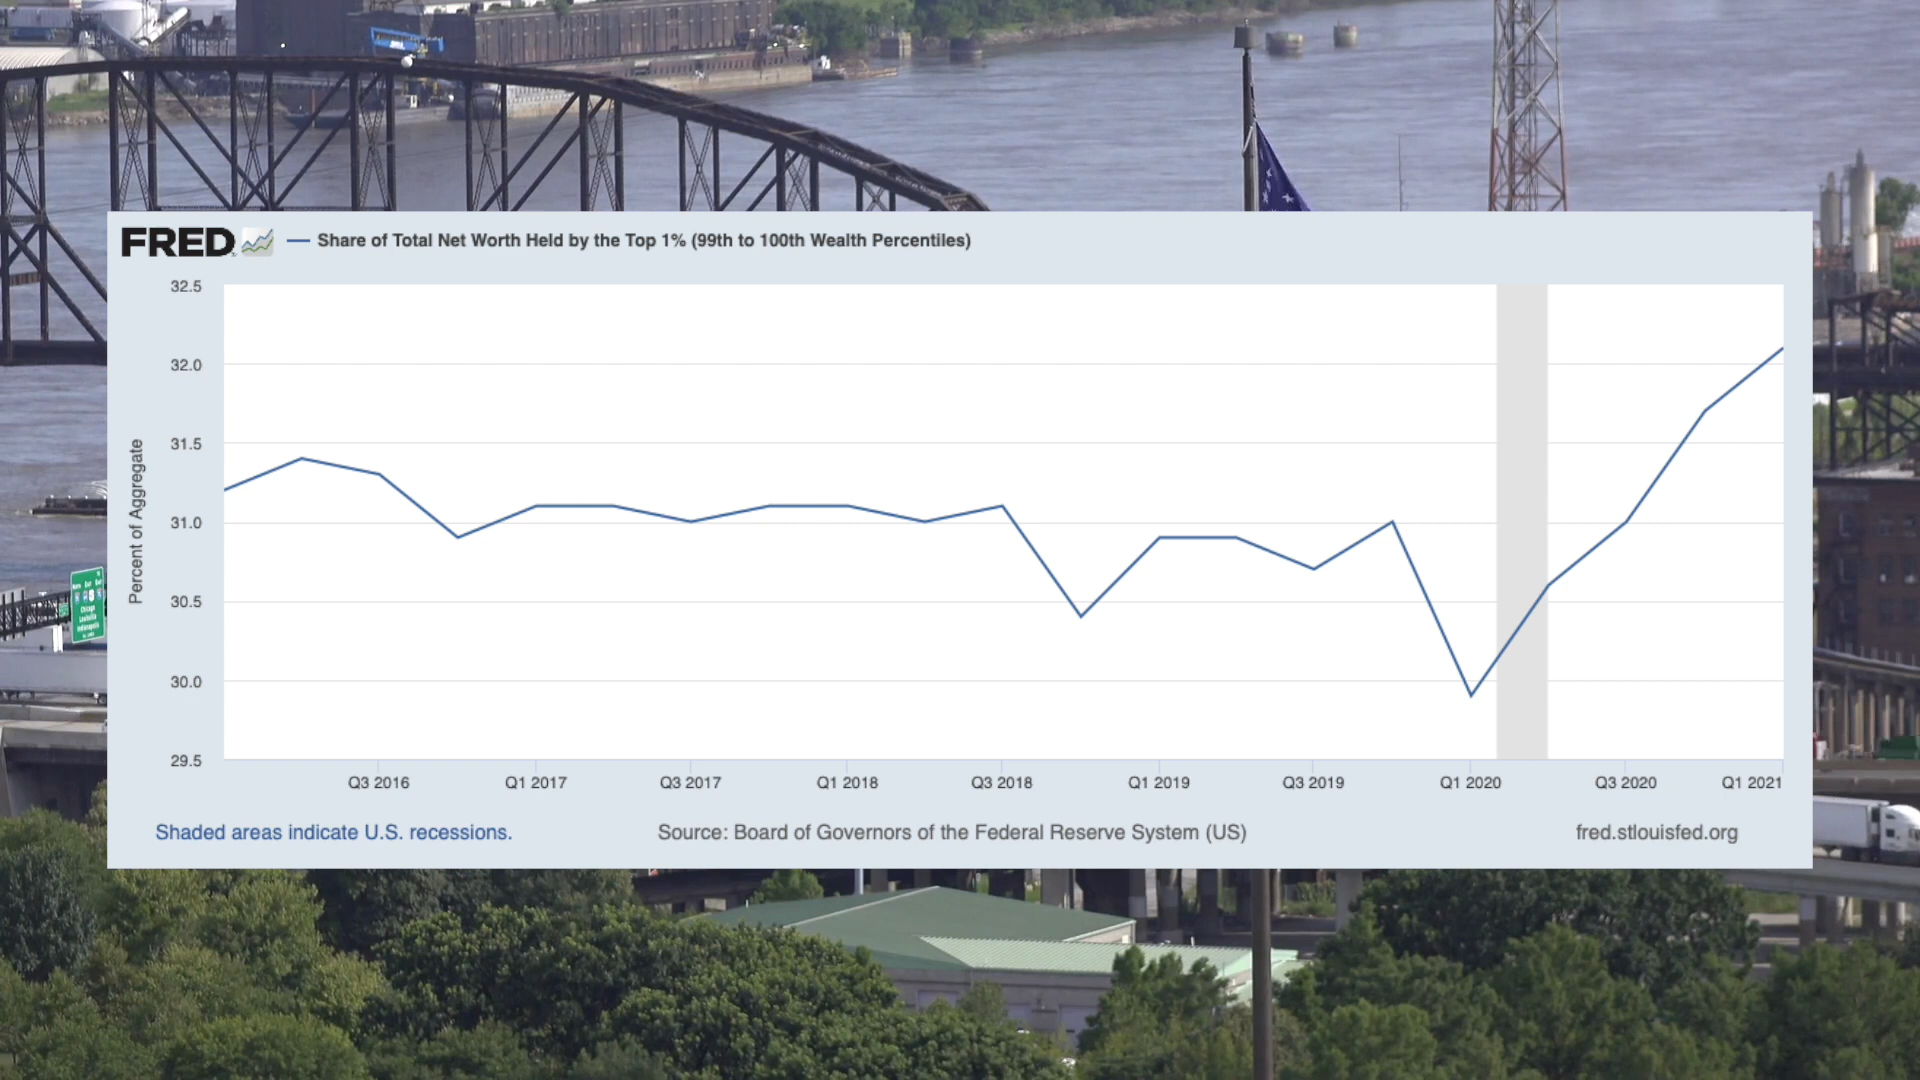 FRED
Share of Total Net Worth Held by the Top 1% (99th to 100th Wealth Percentiles)
32.5
32.0
31.5
31.0
30.5
30.0
29.5
Percent of Aggregate
Q3 2016
Q1 2017
Q3 2017
Q1 2018
Q3 2018
Q1 2019
Q3 2019
Q1 2020
Q3 2020
Q1 2021
Shaded areas indicate U.S. recessions.
Source: Board of Governors of the Federal Reserve System (US)
fred.stlouisfed.org
Chicago
Louisville
Indianapolis